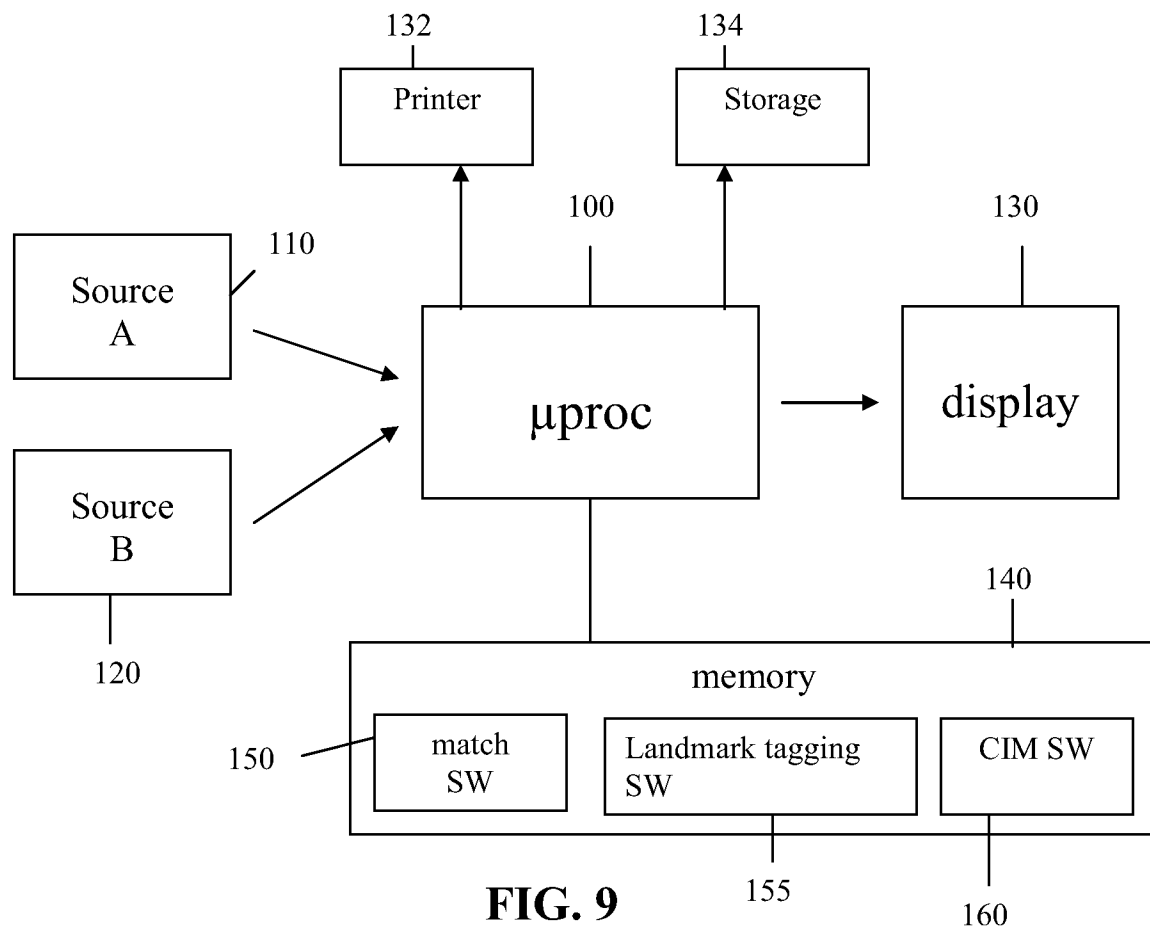 132
134
Printer
Storage
100
130
110
Source
A
μproc
display
Source
B
120
140
memory
150
match
SW
Landmark tagging
SW
CIM SW
155
160
FIG. 9